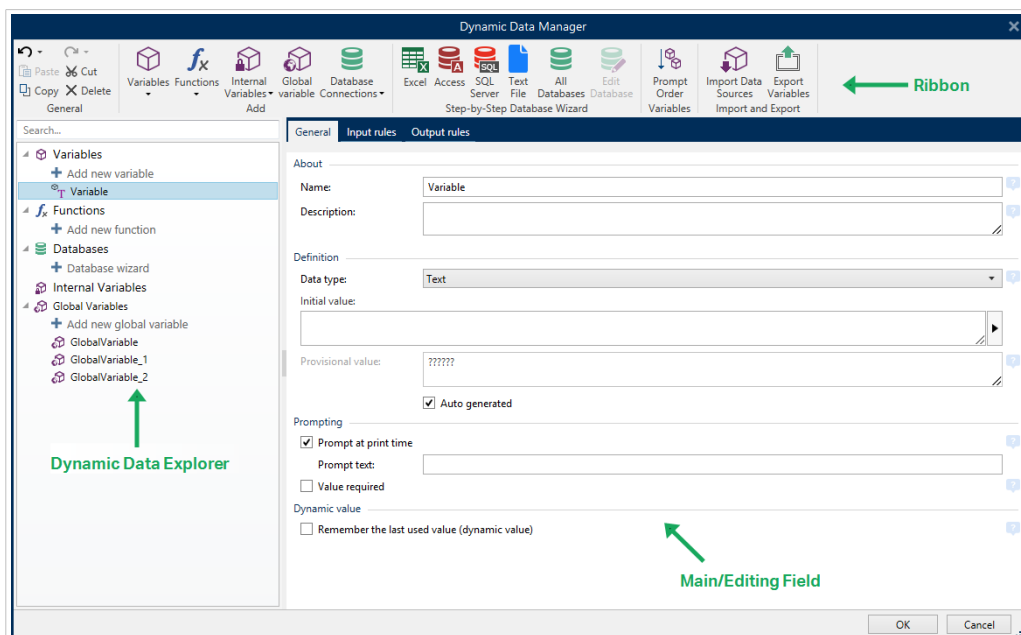 Dynamic Data Manager
Paste Cut
Copy Delete
General
Variables Functions Internal Variables Global variable Database Connections
Add
Excel Access SQL Server Text File All Databases Edit Database
Step-by-Step Database Wizard
Prompt Order
Variables
Import Data Sources Export Variables
Import and Export
Ribbon
Search...
Variables
Add new variable
Variable
Functions
Add new function
Databases
Database wizard
Internal Variables
Global Variables
Add new global variable
GlobalVariable
GlobalVariable_1
GlobalVariable_2
Dynamic Data Explorer
General Input rules Output rules
About
Name: Variable
Description:
Definition
Data type: Text
Initial value:
Provisional value: ??????
Auto generated
Prompting
Prompt at print time
Prompt text:
Value required
Dynamic value
Remember the last used value (dynamic value)
Main/Editing Field
OK Cancel